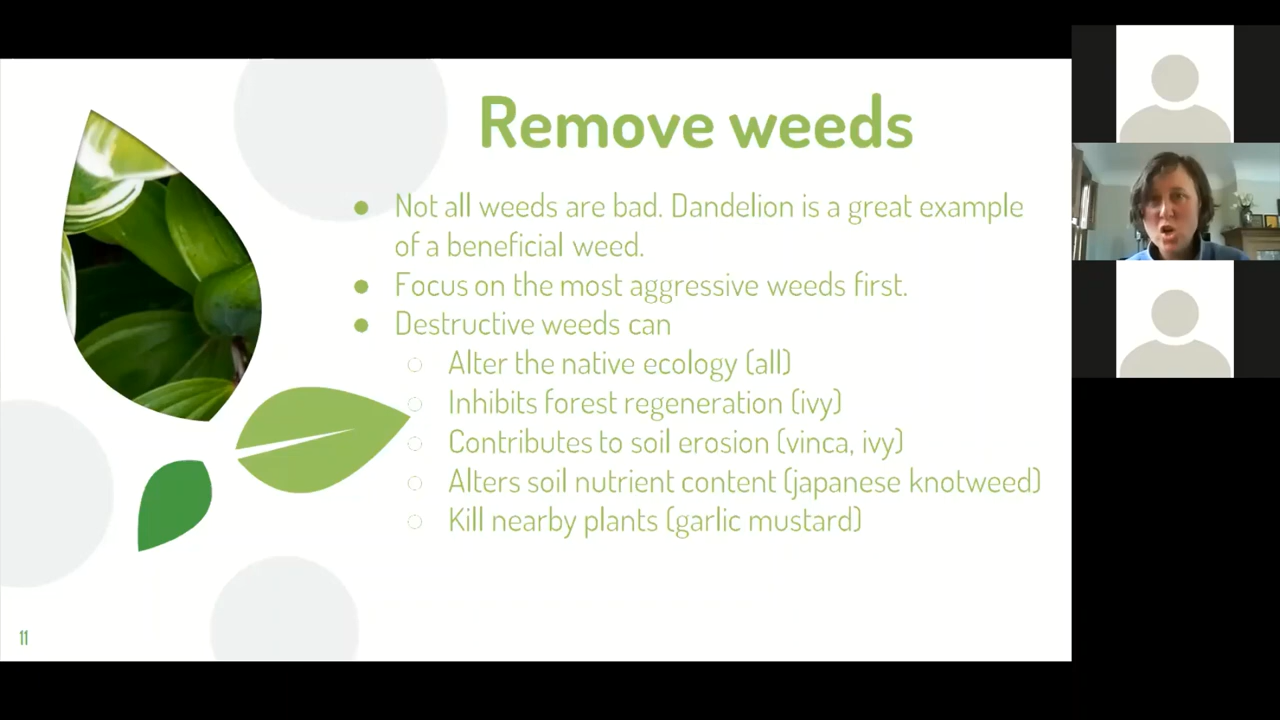 Remove weeds
● Not all weeds are bad. Dandelion is a great example
of a beneficial weed.
● Focus on the most aggressive weeds first.
● Destructive weeds can
○ Alter the native ecology (all)
○ Inhibits forest regeneration (ivy)
○ Contributes to soil erosion (vinca, ivy)
○ Alters soil nutrient content (japanese knotweed)
○ Kill nearby plants (garlic mustard)
11